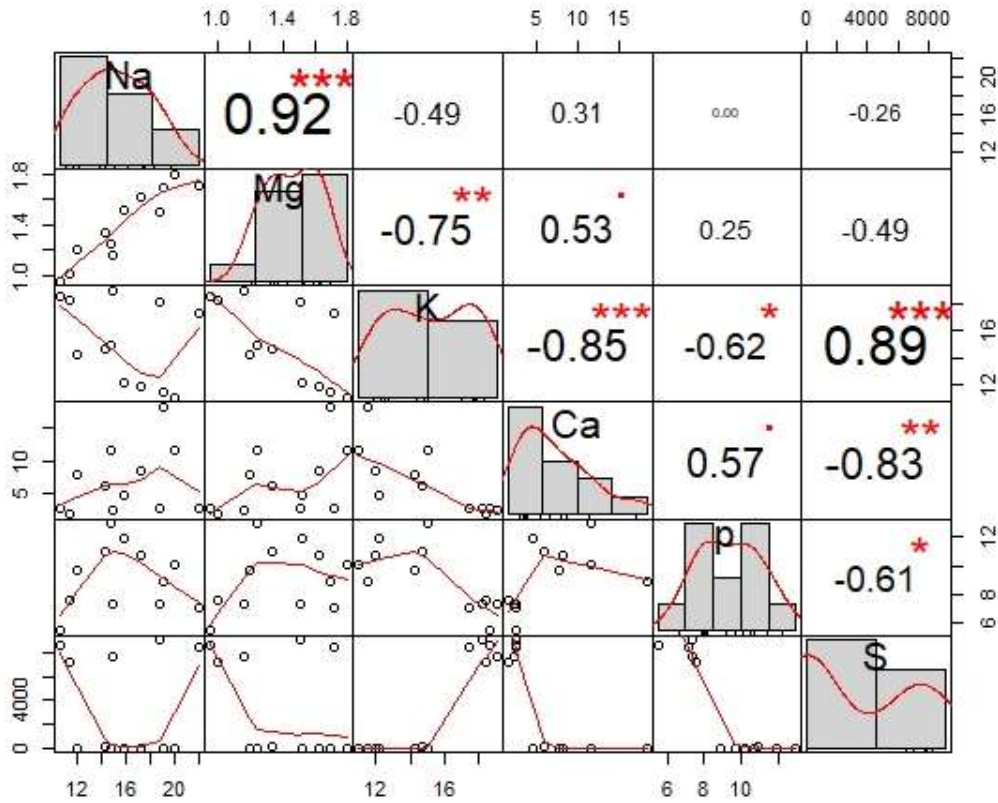 1.0 1.4 1.8 5 10 15 0 4000 8000
Na 0.92 *** -0.49 0.31 0.00 -0.26 12 16 20
1.0 1.4 1.8 Mg -0.75 ** 0.53 . 0.25 -0.49
K -0.85 *** -0.62 * 0.89 *** 12 16
5 10 Ca 0.57 . -0.83 **
p -0.61 * 6 8 10 12
0 4000 S
12 16 20 12 16 6 8 10